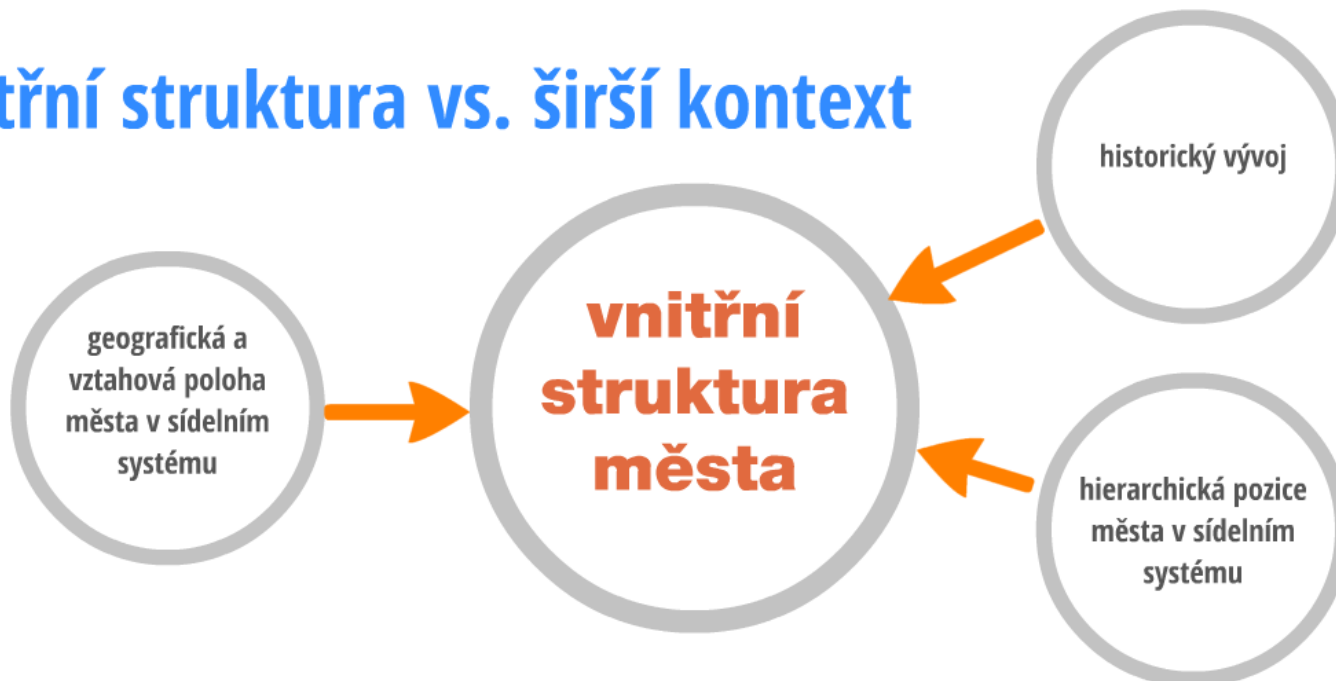 třní struktura vs. širší kontext
historický vývoj
geografická a
vztahová poloha
města v sídelním
systému
vnitřní
struktura
města
hierarchická pozice
města v sídelním
systému